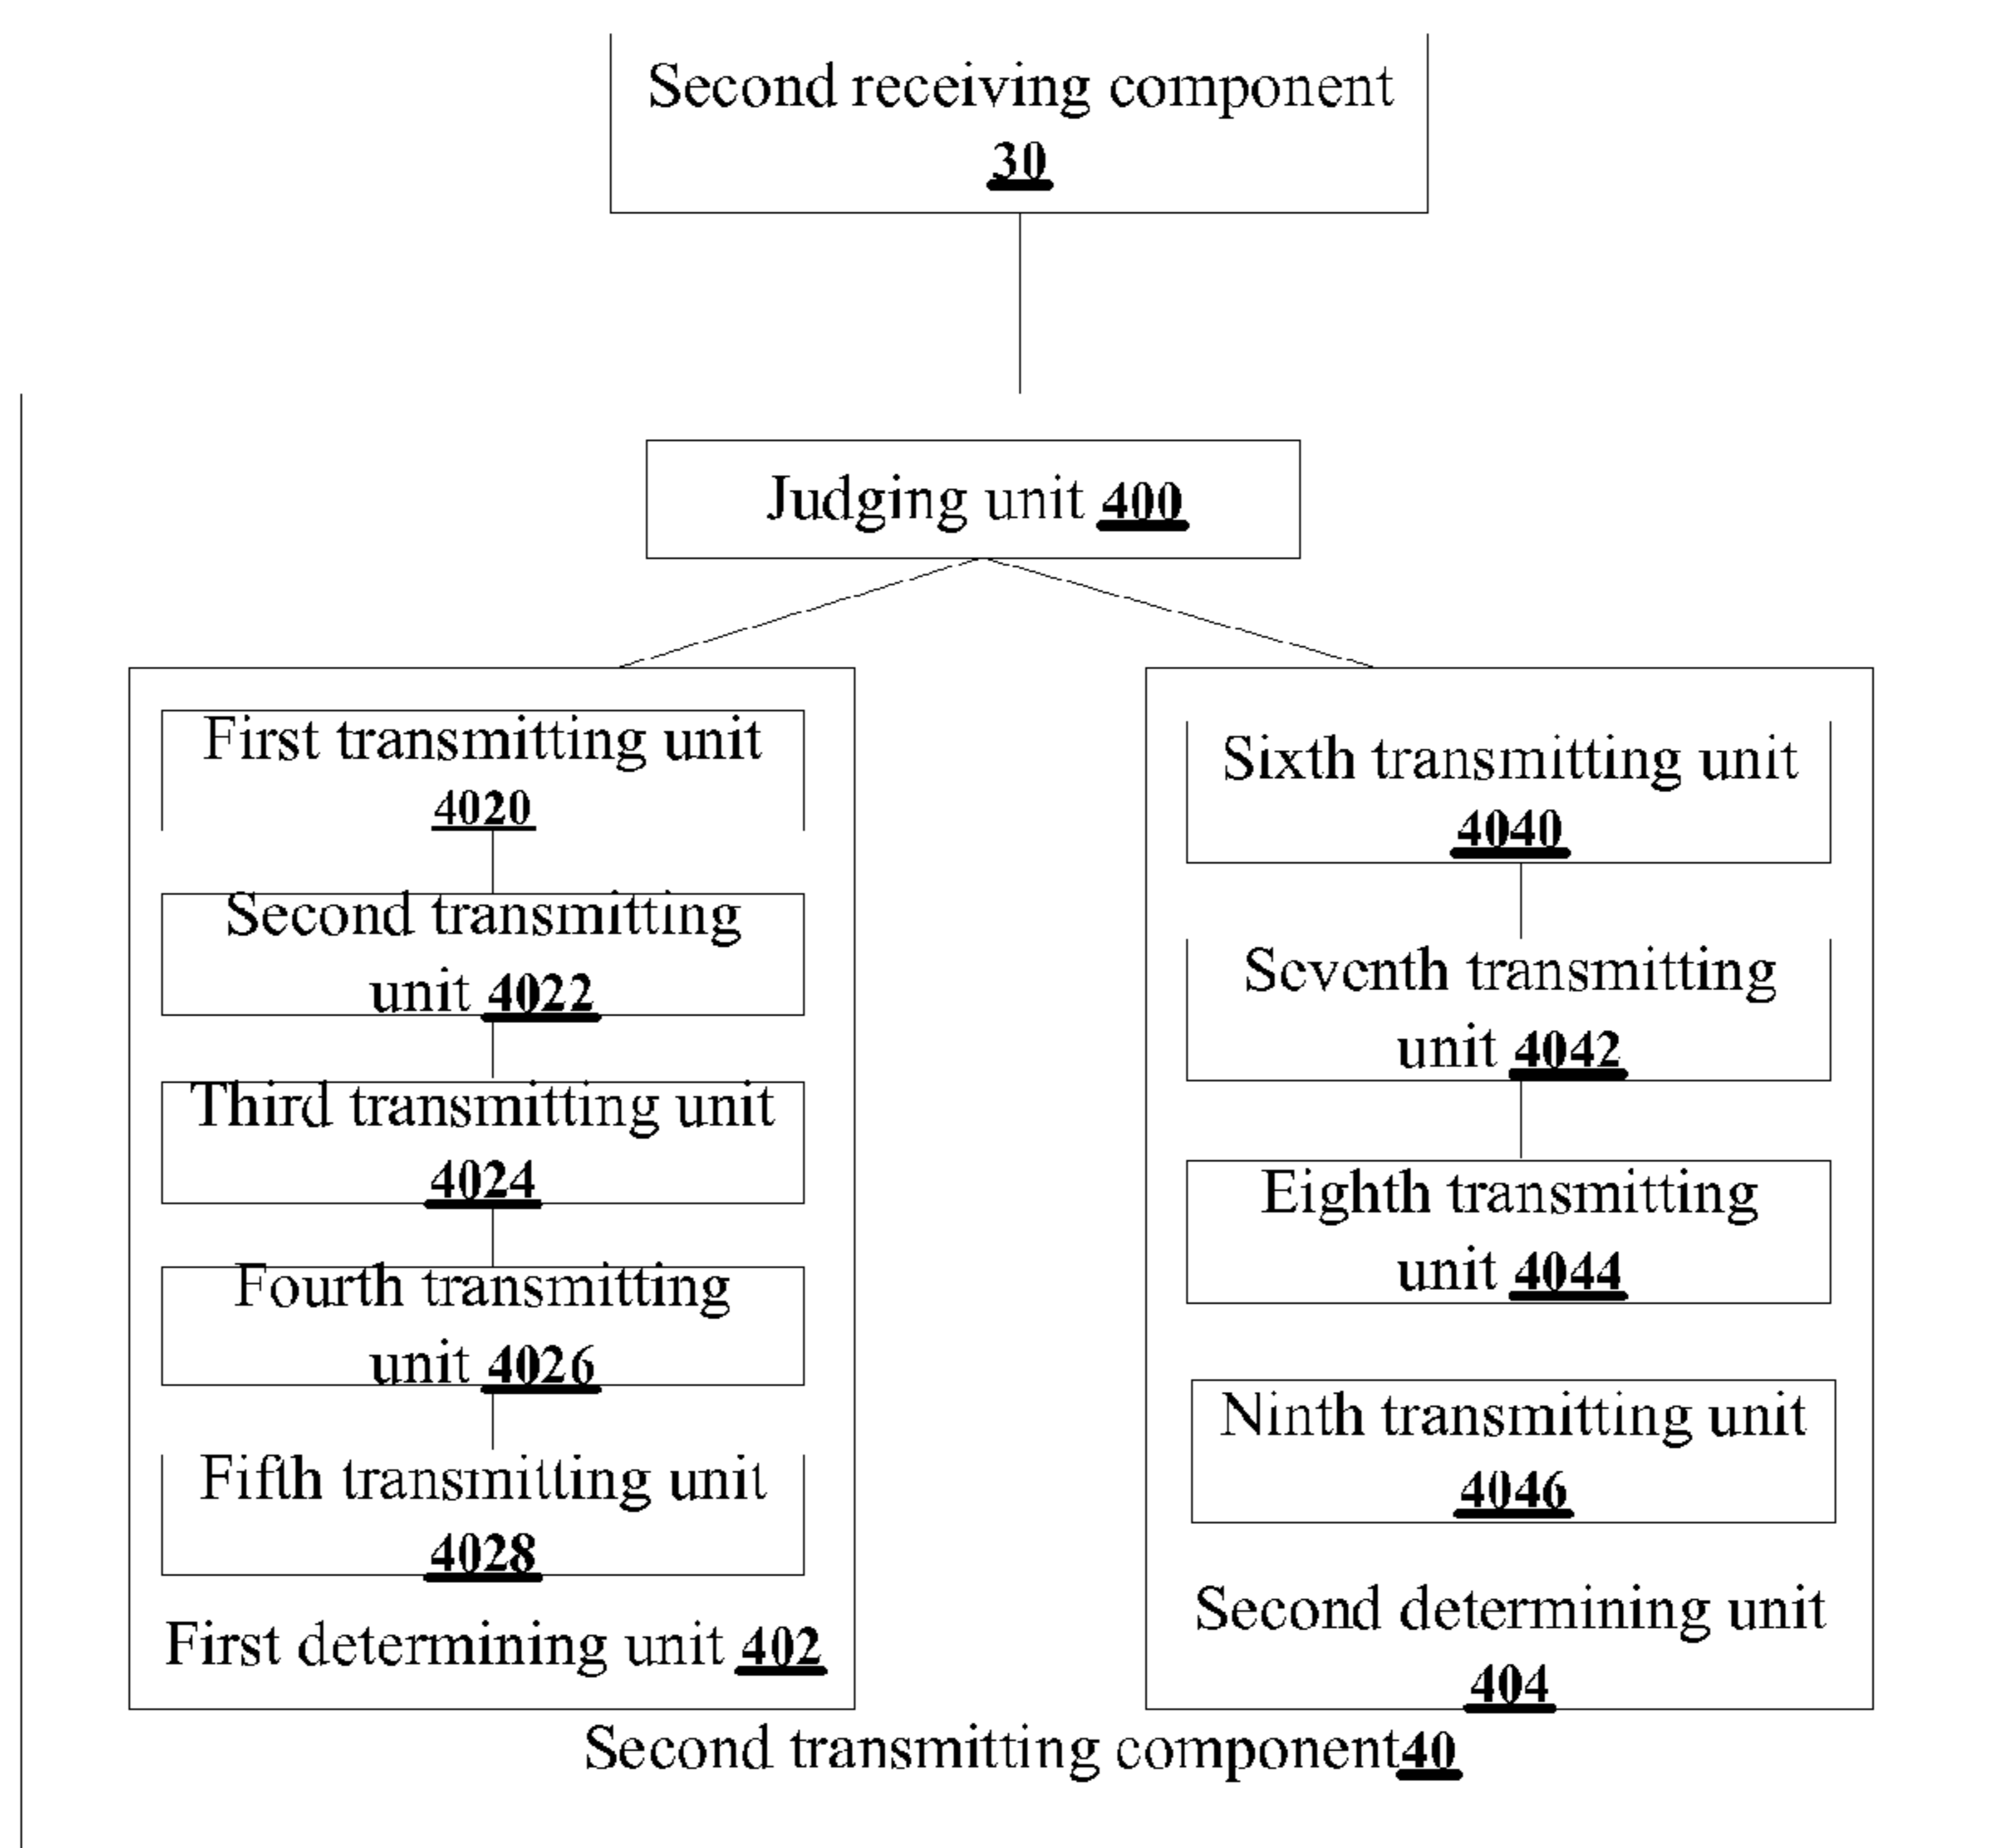 Second receiving component
30
Judging unit 400
First transmitting unit
4020
Second transmitting
unit 4022
Third transmitting unit
4024
Fourth transmitting
unit 4026
Fifth transmitting unit
4028
First determining unit 402
Sixth transmitting unit
4040
Seventh transmitting
unit 4042
Eighth transmitting
unit 4044
Ninth transmitting unit
4046
Second determining unit
404
Second transmitting component40